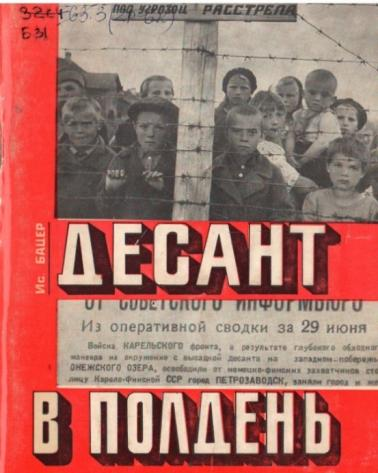 Б31
ПОД УГРОЗОЙ РАССТРЕЛА
Ис. БАЦЕР
ДЕСАНТ
ОТ СОВЕТСКОГО ИНФОРМБЮРО
Из оперативной сводки за 29 июня
Войска КАРЕЛЬСКОГО фронта, в результате глубокого обходного
маневра на окружение с высадкой десанта на западном побережье
ОНЕЖСКОГО ОЗЕРА, освободили от немецко-финских захватчиков сто
лицу Карело-Финской ССР город ПЕТРОЗАВОДСК, заняли город и
В ПОЛДЕНЬ